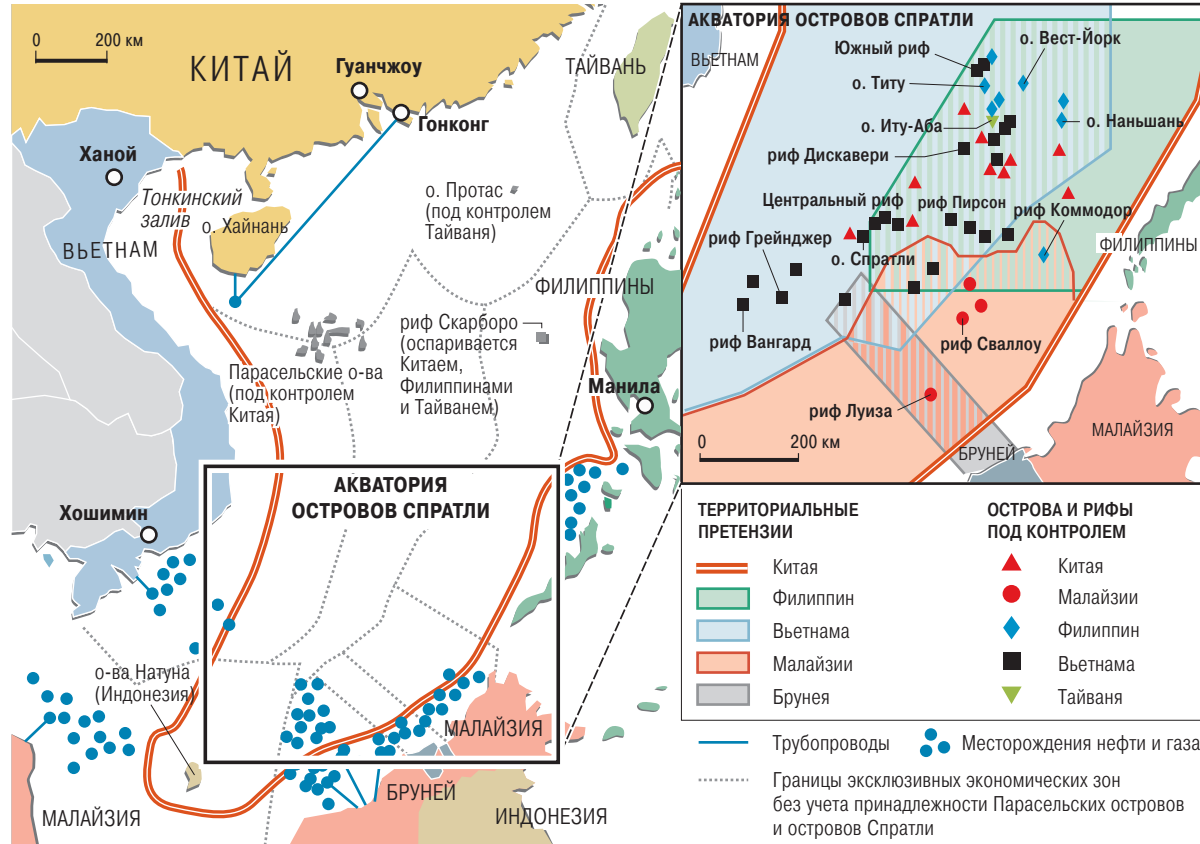 0
200 км
КИТАЙ
Гуанчжоу
Гонконг
ТАЙВАНЬ
Ханой
Тонкинский
залив
о. Хайнань
ВЬЕТНАМ
о. Протас
(под контролем
Тайваня)
ФИЛИППИНЫ
риф Скарборо
(оспаривается
Китаем,
Филиппинами
и Тайванем)
Парасельские о-ва
(под контролем
Китая)
Манила
Хошимин
АКВАТОРИЯ
ОСТРОВОВ СПРАТЛИ
о-ва Натуна
(Индонезия)
МАЛАЙЗИЯ
МАЛАЙЗИЯ
БРУНЕЙ
ИНДОНЕЗИЯ
АКВАТОРИЯ ОСТРОВОВ СПРАТЛИ
ВЬЕТНАМ
Южный риф
о. Вест-Йорк
о. Титу
о. Иту-Аба
о. Наньшань
риф Дискавери
Центральный риф
риф Пирсон
риф Коммодор
риф Грейнджер
о. Спратли
ФИЛИППИНЫ
риф Вангард
риф Сваллоу
риф Луиза
0
200 км
БРУНЕЙ
МАЛАЙЗИЯ
ТЕРРИТОРИАЛЬНЫЕ
ПРЕТЕНЗИИ
Китая
Филиппин
Вьетнама
Малайзии
Брунея
ОСТРОВА И РИФЫ
ПОД КОНТРОЛЕМ
Китая
Малайзии
Филиппин
Вьетнама
Тайваня
Трубопроводы
Месторождения нефти и газа
Границы эксклюзивных экономических зон
без учета принадлежности Парасельских островов
и островов Спратли